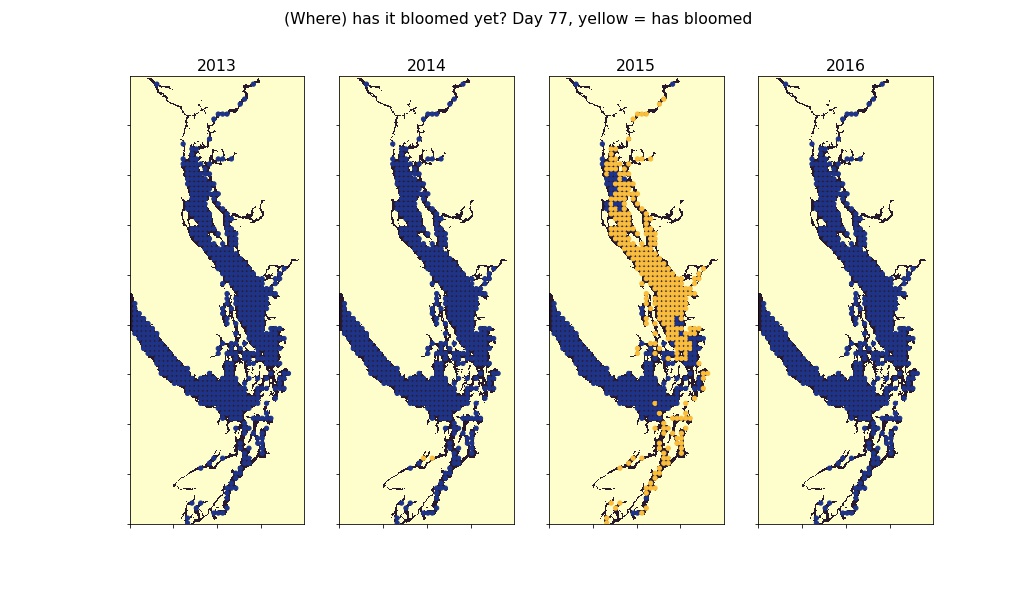 (Where) has it bloomed yet? Day 77, yellow = has bloomed
2013 2014 2015 2016